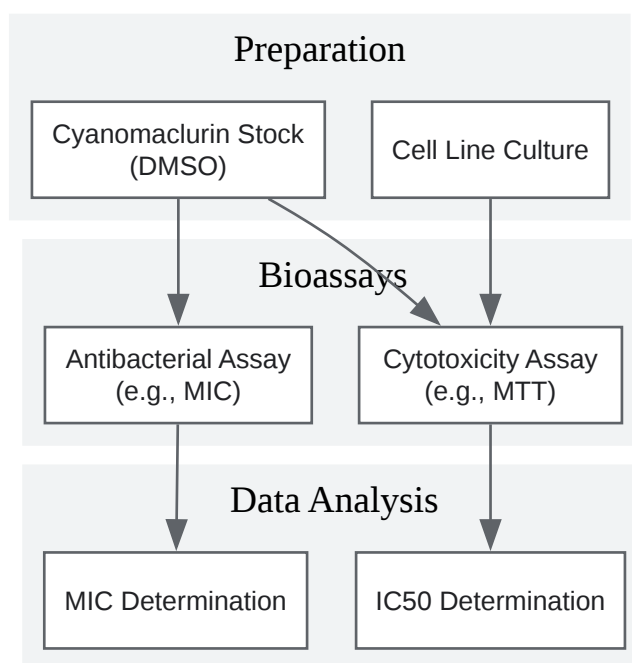 Preparation
Cyanomaclurin Stock
(DMSO)
Cell Line Culture
Bioassays
Antibacterial Assay
(e.g., MIC)
Cytotoxicity Assay
(e.g., MTT)
Data Analysis
MIC Determination
IC50 Determination